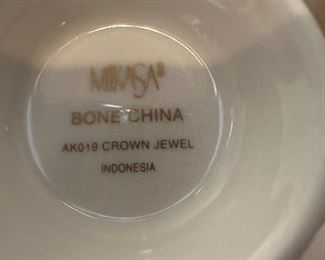 MIKASA®
BONE CHINA
AK019 CROWN JEWEL
INDONESIA